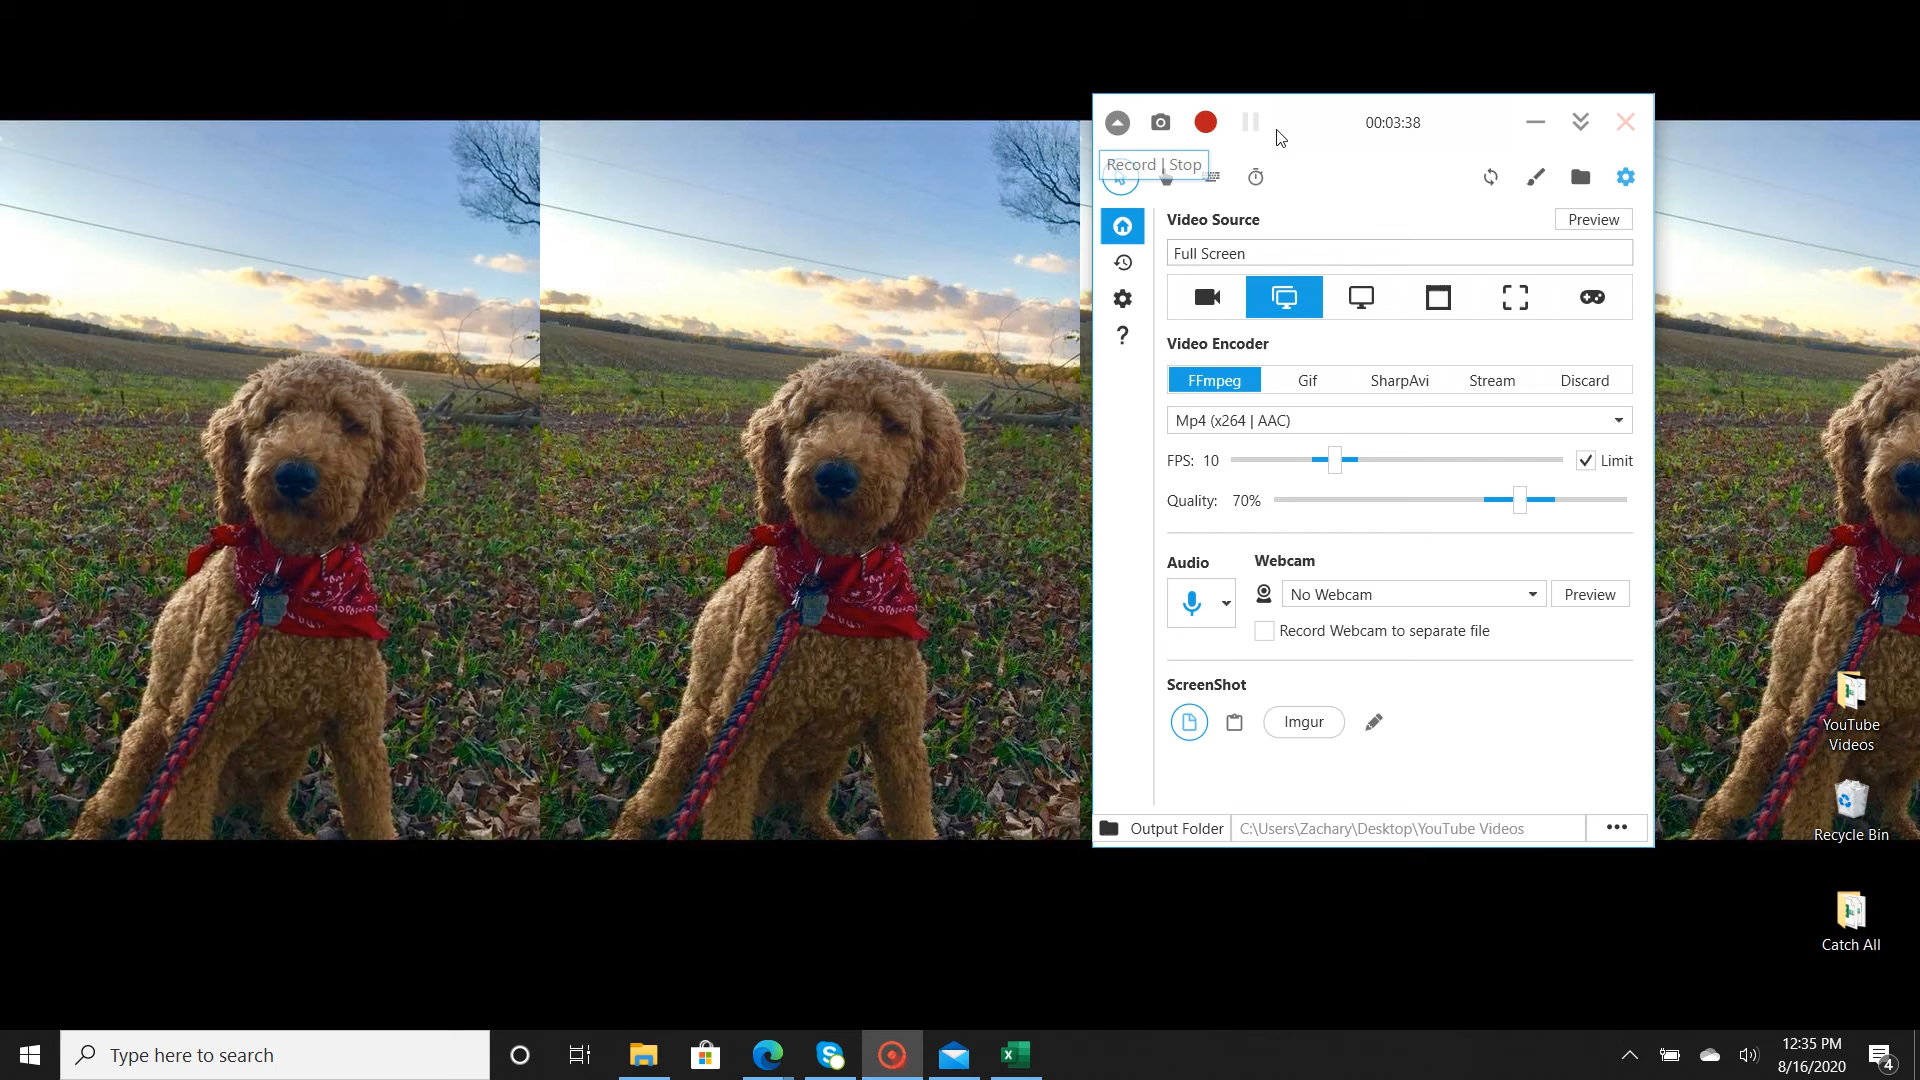 00:03:38
Record | Stop
Video Source
Preview
Full Screen
Video Encoder
FFmpeg Gif SharpAvi Stream Discard
Mp4 (x264 | AAC)
FPS: 10
Limit
Quality: 70%
Audio
Webcam
No Webcam
Preview
Record Webcam to separate file
ScreenShot
Imgur
Output Folder
C:\Users\Zachary\Desktop\YouTube Videos
YouTube
Videos
Recycle Bin
Catch All
Type here to search
12:35 PM
8/16/2020
4